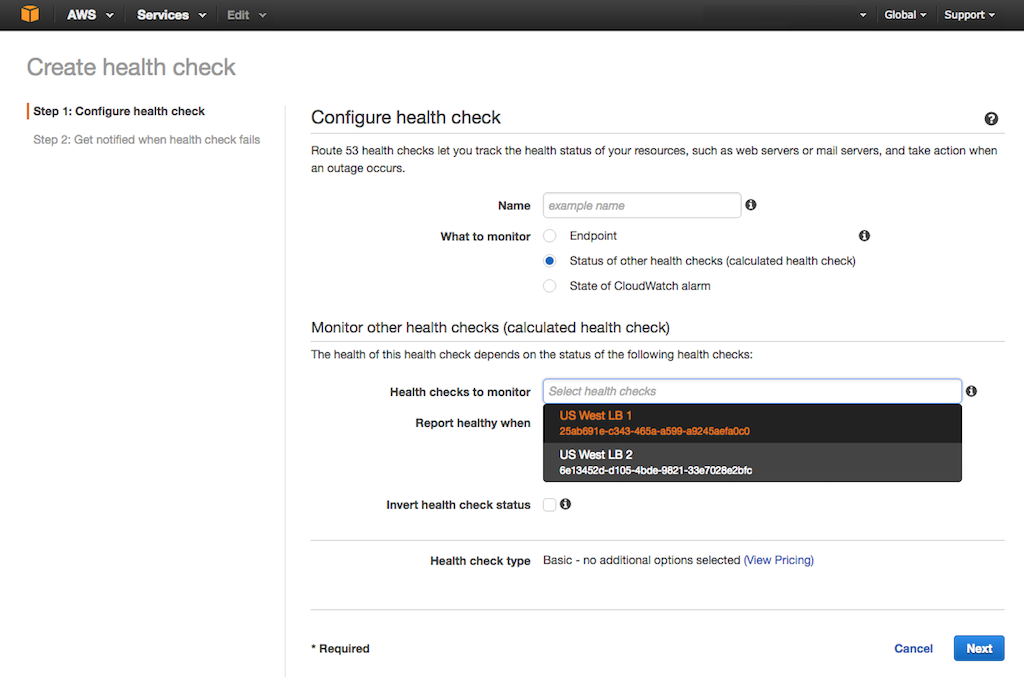 AWS Services Edit Global Support
Create health check
Step 1: Configure health check
Step 2: Get notified when health check fails
Configure health check
Route 53 health checks let you track the health status of your resources, such as web servers or mail servers, and take action when
an outage occurs.
Name example name
What to monitor Endpoint
Status of other health checks (calculated health check)
State of CloudWatch alarm
Monitor other health checks (calculated health check)
The health of this health check depends on the status of the following health checks:
Health checks to monitor Select health checks
US West LB 1
25ab691e-c343-465a-a599-a9245aefa0c0
Report healthy when
US West LB 2
6e13452d-d105-4bde-9821-33e7028e2bfc
Invert health check status
Health check type Basic - no additional options selected (View Pricing)
* Required Cancel Next